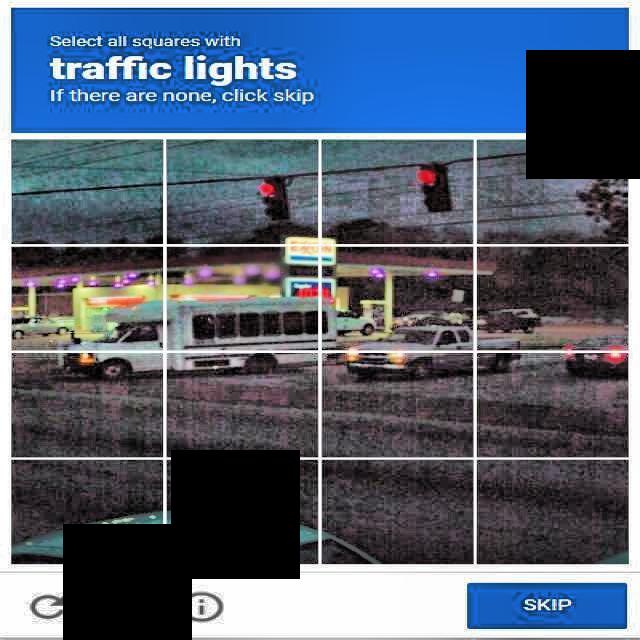 Select all squares with
traffic lights
If there are none, click skip
SKIP